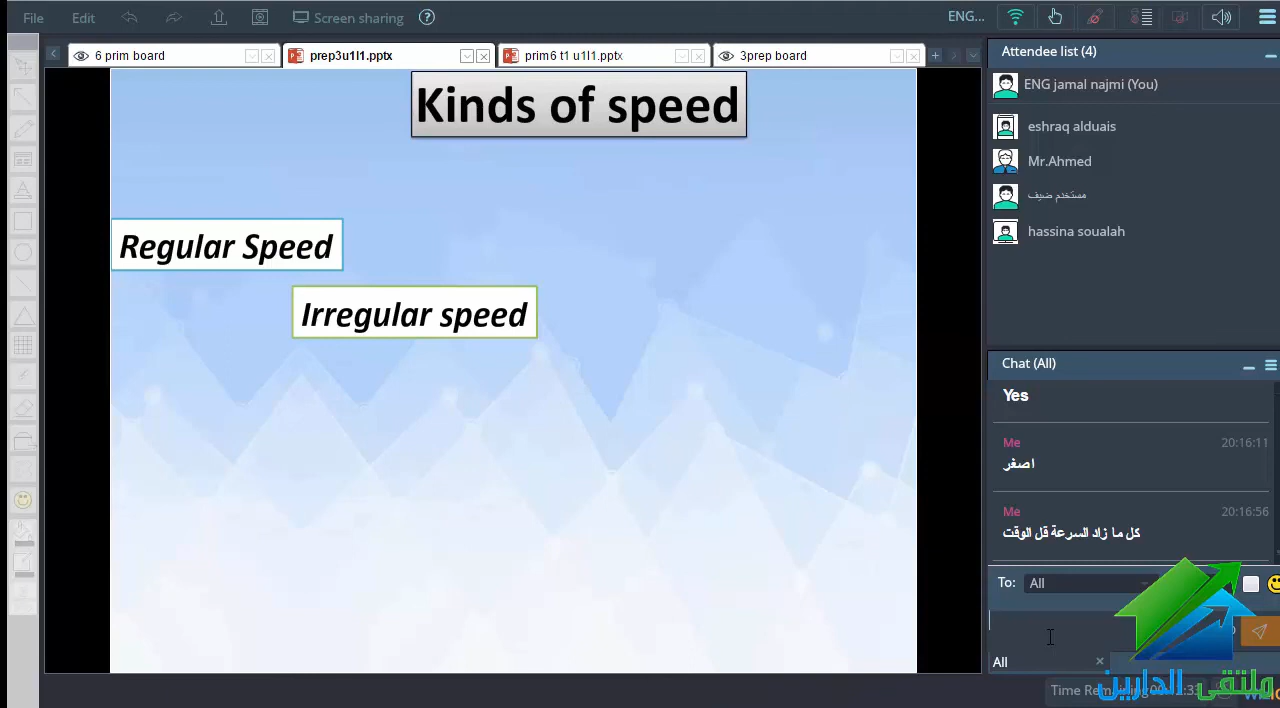 File Edit Screen sharing ENG...
6 prim board prep3u1l1.pptx prim6 t1 u1l1.pptx 3prep board
Kinds of speed
Regular Speed
Irregular speed
Attendee list (4)
ENG jamal najmi (You)
eshraq alduais
Mr.Ahmed
مستخدم ضيف
hassina soualah
Chat (All)
Yes
Me 20:16:11
اصغر
Me 20:16:56
كل ما زاد السرعة قل الوقت
To: All
All
ملتقى الدارين